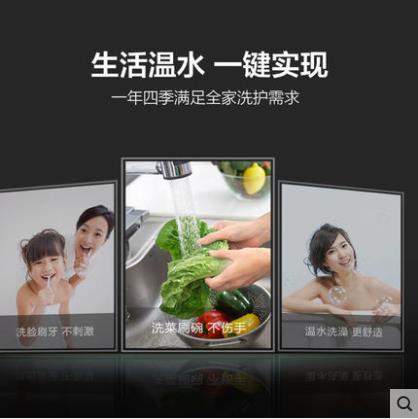 生活温水 一键实现
一年四季满足全家洗护需求
洗脸刷牙 不刺激
洗菜刷碗 不伤手
温水洗澡 更舒适